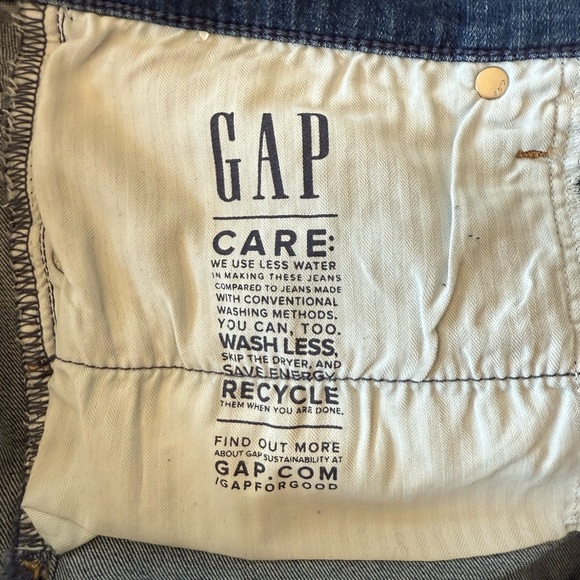 GAP
CARE:
WE USE LESS WATER
IN MAKING THESE JEANS
COMPARED TO JEANS MADE
WITH CONVENTIONAL
WASHING METHODS.
YOU CAN, TOO.
WASH LESS,
SKIP THE DRYER, AND
SAVE ENERGY.
RECYCLE
THEM WHEN YOU ARE DONE.
FIND OUT MORE
ABOUT GAP SUSTAINABILITY AT
GAP.COM
/GAPFORGOOD